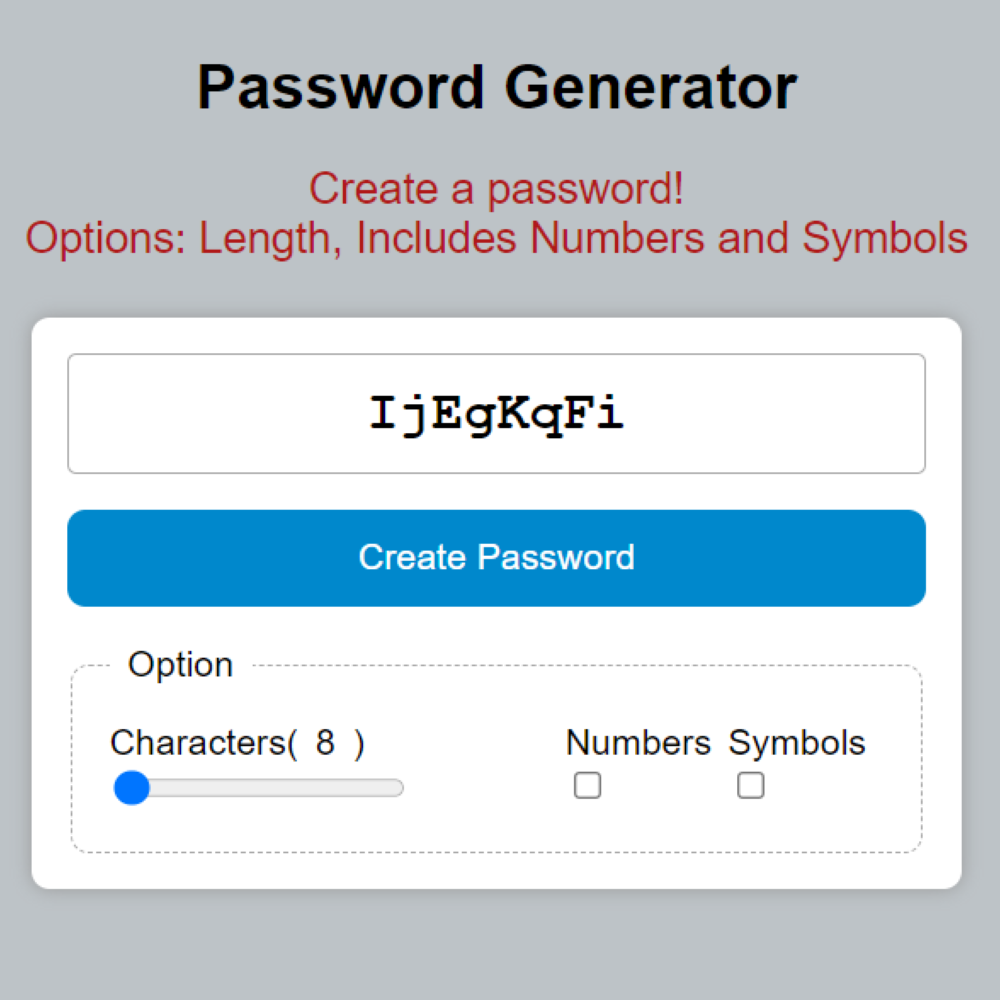 Password Generator
Create a password!
Options: Length, Includes Numbers and Symbols
IjEgKqFi
Create Password
Option
Characters( 8 ) Numbers Symbols